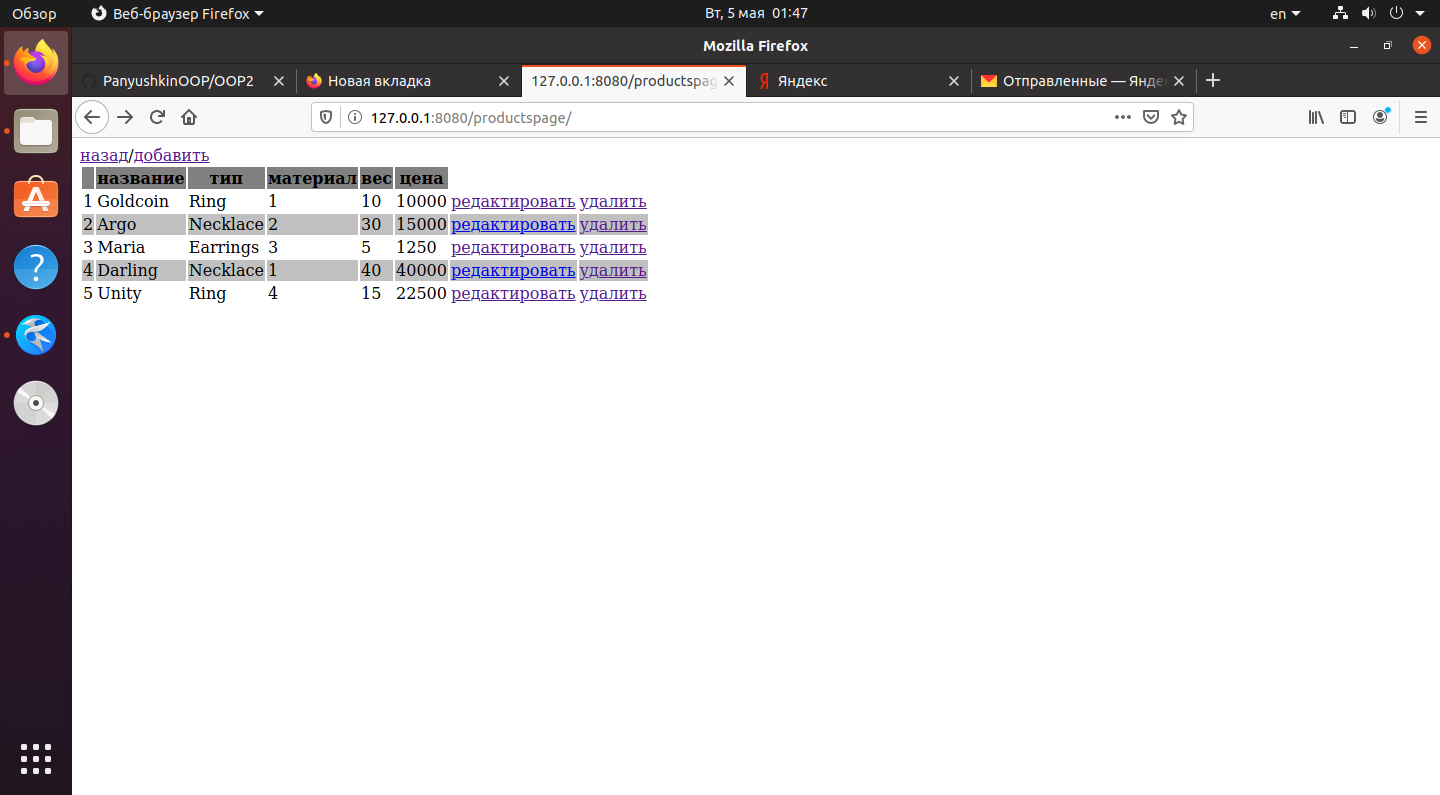 Обзор Веб-браузер Firefox Вт, 5 мая 01:47 en
Mozilla Firefox
PanyushkinOOP/OOP2 Новая вкладка 127.0.0.1:8080/productspag Яндекс Отправленные — Янде
127.0.0.1:8080/productspage/
назад/добавить
название тип материал вес цена
1 Goldcoin Ring 1 10 10000 редактировать удалить
2 Argo Necklace 2 30 15000 редактировать удалить
3 Maria Earrings 3 5 1250 редактировать удалить
4 Darling Necklace 1 40 40000 редактировать удалить
5 Unity Ring 4 15 22500 редактировать удалить